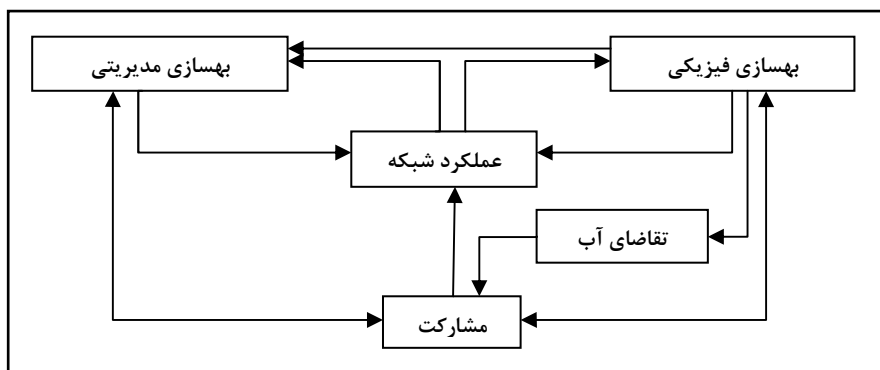 بهسازی فیزیکی
بهسازی مدیریتی
عملکرد شبکه
تقاضای آب
مشارکت